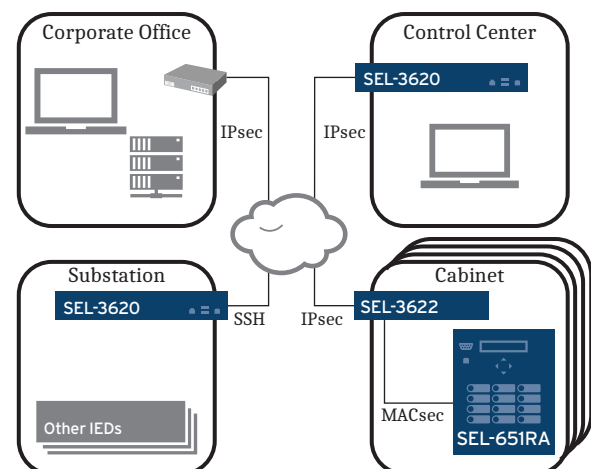 Corporate Office
Control Center
SEL-3620
IPsec
IPsec
Substation
Cabinet
SEL-3620
SEL-3622
SSH
IPsec
MACsec
Other IEDs
SEL-651RA